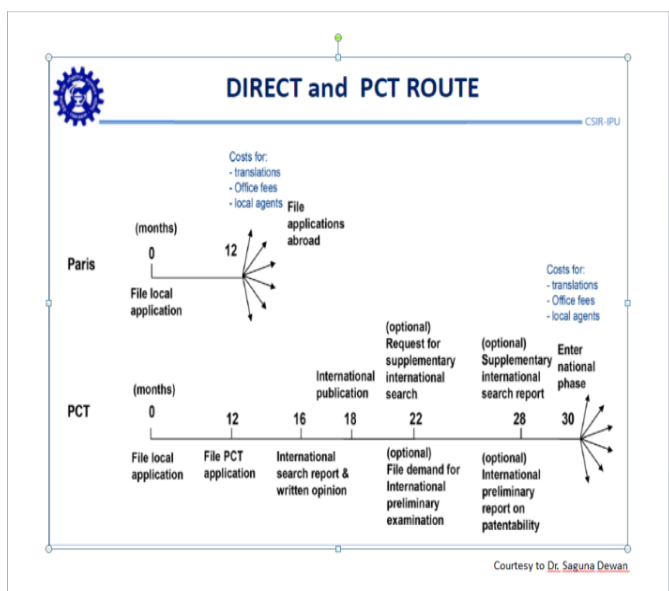 DIRECT and PCT ROUTE
CSIR-IPU
Costs for:
- translations
- Office fees
- local agents
File
applications
abroad
(months)
0
12
Paris
File local
application
Costs for:
- translations
- Office fees
- local agents
(optional)
Request for
supplementary
international
search
(optional)
Supplementary
international
search report
Enter
national
phase
International
publication
(months)
PCT
0
12
16
18
22
28
30
File local
application
File PCT
application
International
search report &
written opinion
(optional)
File demand for
International
preliminary
examination
(optional)
International
preliminary
report on
patentability
Courtesy to Dr. Saguna Dewan